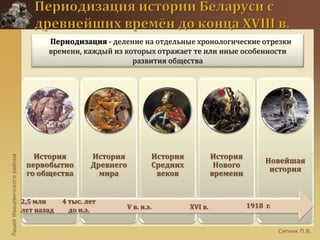 Периодизация истории Беларуси с
древнейших времён до конца XVIII в.
Периодизация - деление на отдельные хронологические отрезки
времени, каждый из которых отражает те или иные особенности
развития общества
История
первобытно
го общества
История
Древнего
мира
История
Средних
веков
История
Нового
времени
Новейшая
история
2,5 млн
лет назад
4 тыс. лет
до н.э.
V в. н.э.
XVI в.
1918 г.
Лицей Ивацевичского района
Ситник П.В.